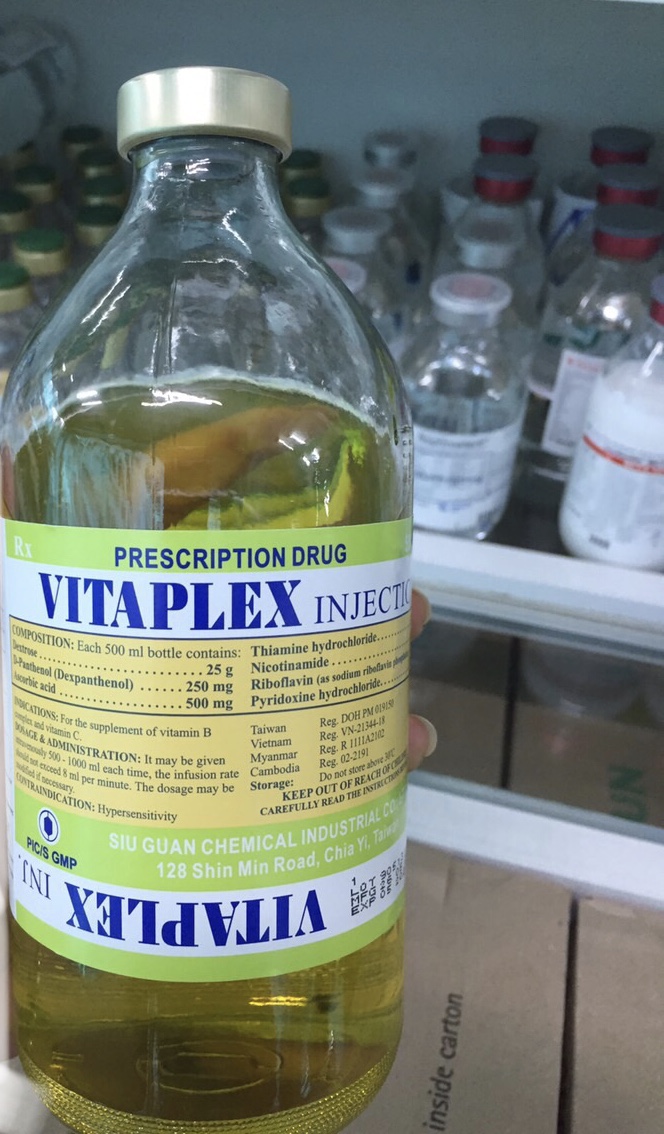 Rx
PRESCRIPTION DRUG
VITAPLEX INJECTIO
COMPOSITION: Each 500 ml bottle contains:
Dextrose ........................ 25 g
D-Panthenol (Dexpanthenol) ...... 250 mg
Ascorbic acid ...................... 500 mg
Thiamine hydrochloride......
Nicotinamide ..........
Riboflavin (as sodium riboflavin phosp
Pyridoxine hydrochloride....
INDICATIONS: For the supplement of vitamin B
complex and vitamin C.
DOSAGE & ADMINISTRATION: It may be given
intravenously 500 - 1000 ml each time, the infusion rate
should not exceed 8 ml per minute. The dosage may be
modified if necessary.
CONTRAINDICATION: Hypersensitivity
Taiwan Reg. DOH PM 019150
Vietnam Reg. VN-21344-18
Myanmar Reg. R 1111A2102
Cambodia Reg. 02-2191
Storage: Do not store above 30°C
KEEP OUT OF REACH OF CHILD
CAREFULLY READ THE INSTRUCTION
PIC/S GMP
SIU GUAN CHEMICAL INDUSTRIAL CO
128 Shin Min Road, Chia Yi, Taiwan
VITAPLEX INJ.
inside carton
UN